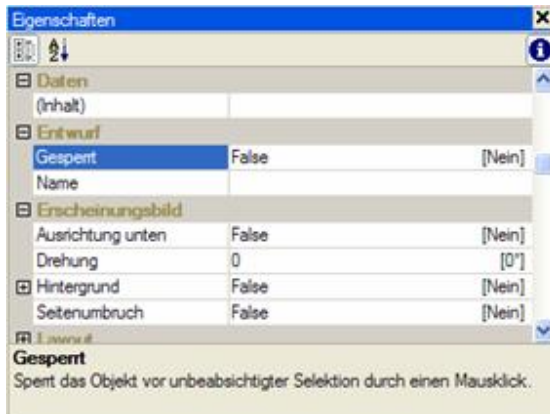 Eigenschaften
Daten
(Inhalt)
Entwurf
Gesperrt False [Nein]
Name
Erscheinungsbild
Ausrichtung unten False [Nein]
Drehung 0 [0°]
Hintergrund False [Nein]
Seitenumbruch False [Nein]
Layout
Gesperrt
Sperrt das Objekt vor unbeabsichtigter Selektion durch einen Mausklick.